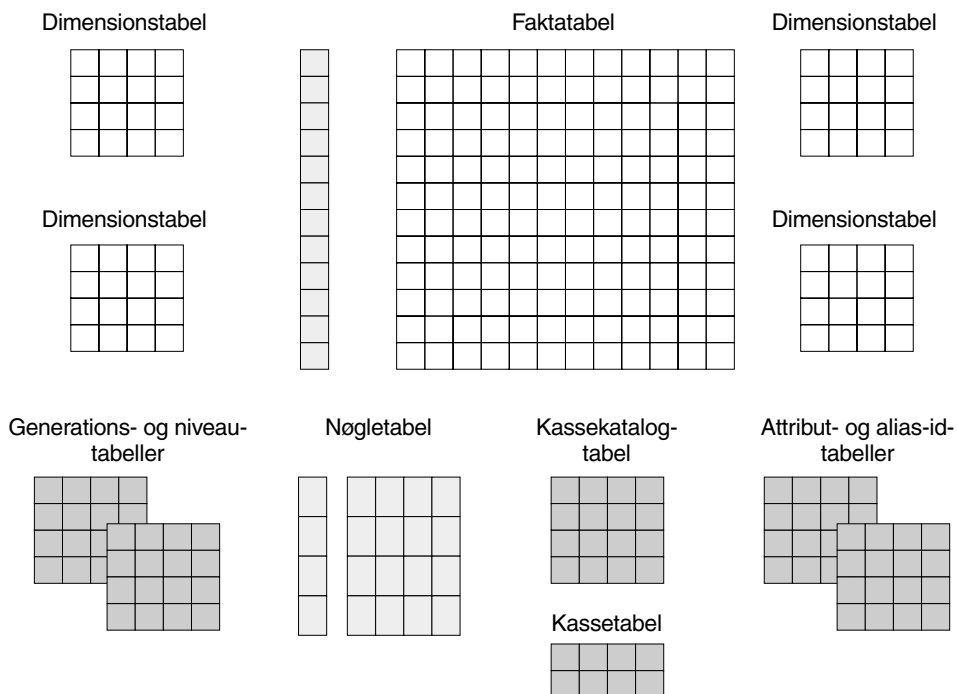 Dimensionstabel
Faktatabel
Dimensionstabel
Dimensionstabel
Dimensionstabel
Generations- og niveau-
tabeller
Nøgletabel
Kassekatalog-
tabel
Attribut- og alias-id-
tabeller
Kassetabel